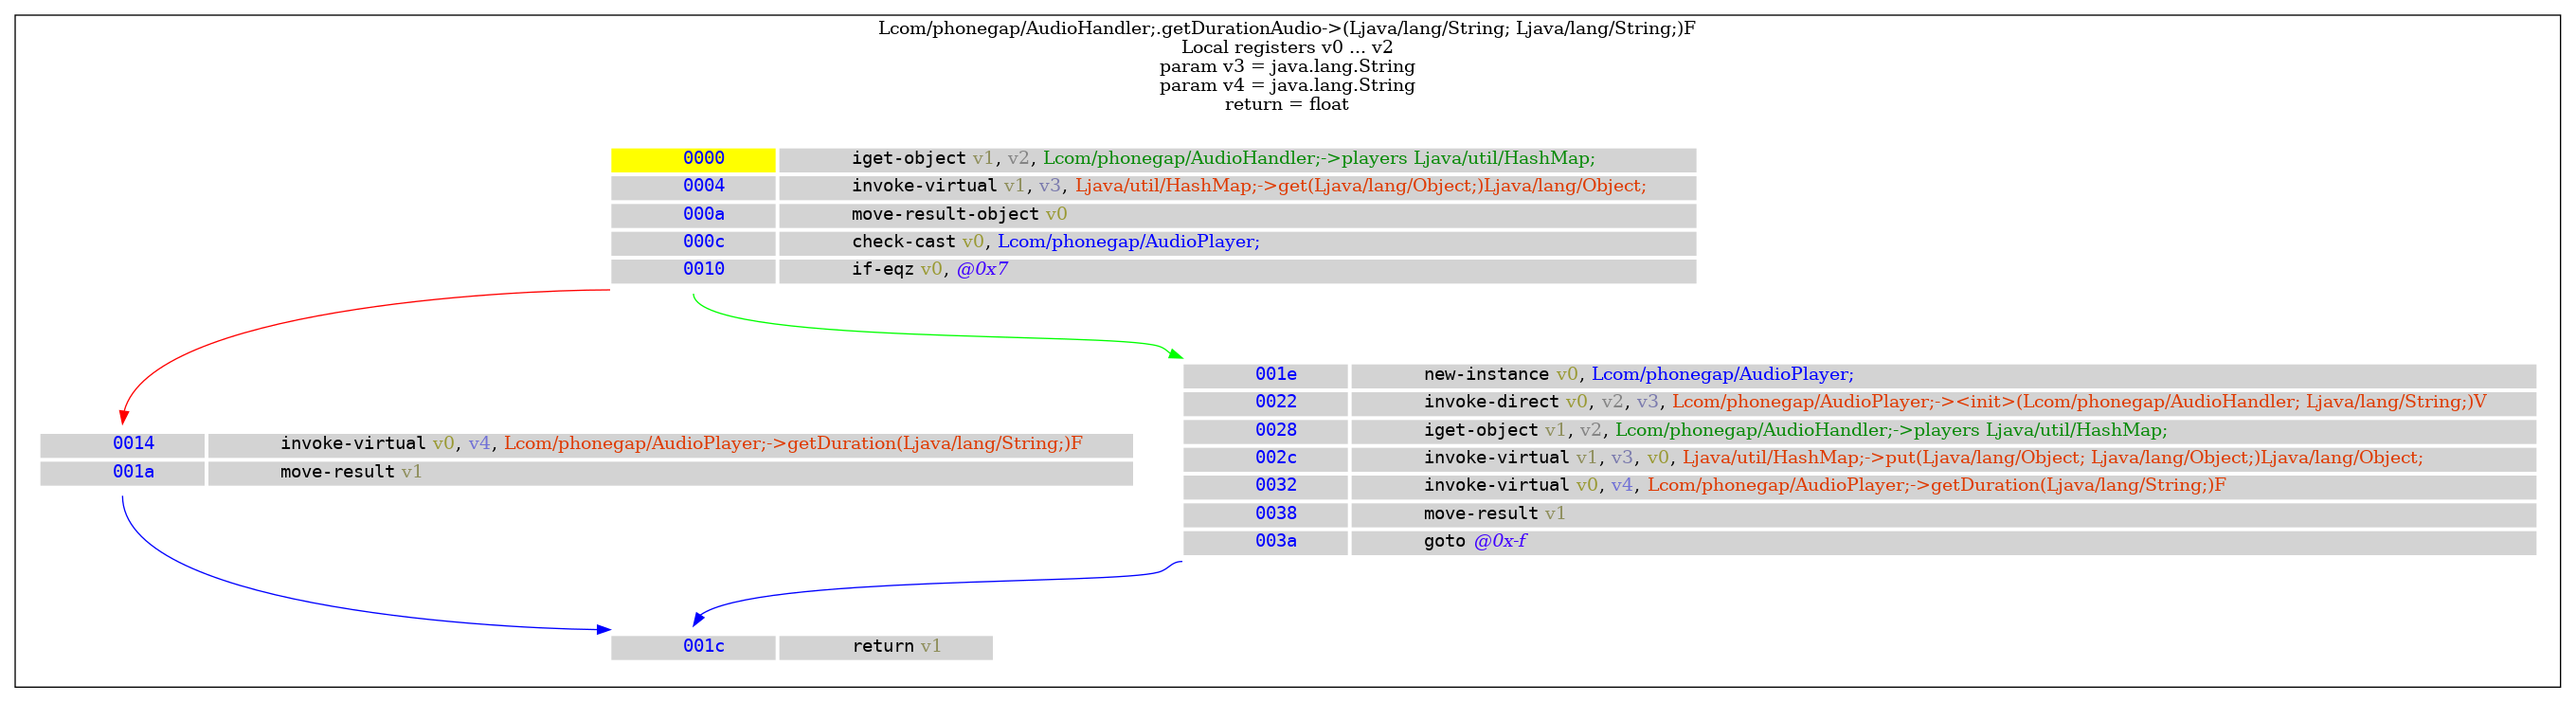 Lcom/phonegap/AudioHandler;.getDurationAudio->(Ljava/lang/String; Ljava/lang/String;)F
Local registers v0 ... v2
param v3 = java.lang.String
param v4 = java.lang.String
return = float
0000 iget-object v1, v2, Lcom/phonegap/AudioHandler;->players Ljava/util/HashMap;
0004 invoke-virtual v1, v3, Ljava/util/HashMap;->get(Ljava/lang/Object;)Ljava/lang/Object;
000a move-result-object v0
000c check-cast v0, Lcom/phonegap/AudioPlayer;
0010 if-eqz v0, @0x7
0014 invoke-virtual v0, v4, Lcom/phonegap/AudioPlayer;->getDuration(Ljava/lang/String;)F
001a move-result v1
001e new-instance v0, Lcom/phonegap/AudioPlayer;
0022 invoke-direct v0, v2, v3, Lcom/phonegap/AudioPlayer;-><init>(Lcom/phonegap/AudioHandler; Ljava/lang/String;)V
0028 iget-object v1, v2, Lcom/phonegap/AudioHandler;->players Ljava/util/HashMap;
002c invoke-virtual v1, v3, v0, Ljava/util/HashMap;->put(Ljava/lang/Object; Ljava/lang/Object;)Ljava/lang/Object;
0032 invoke-virtual v0, v4, Lcom/phonegap/AudioPlayer;->getDuration(Ljava/lang/String;)F
0038 move-result v1
003a goto @0x-f
001c return v1